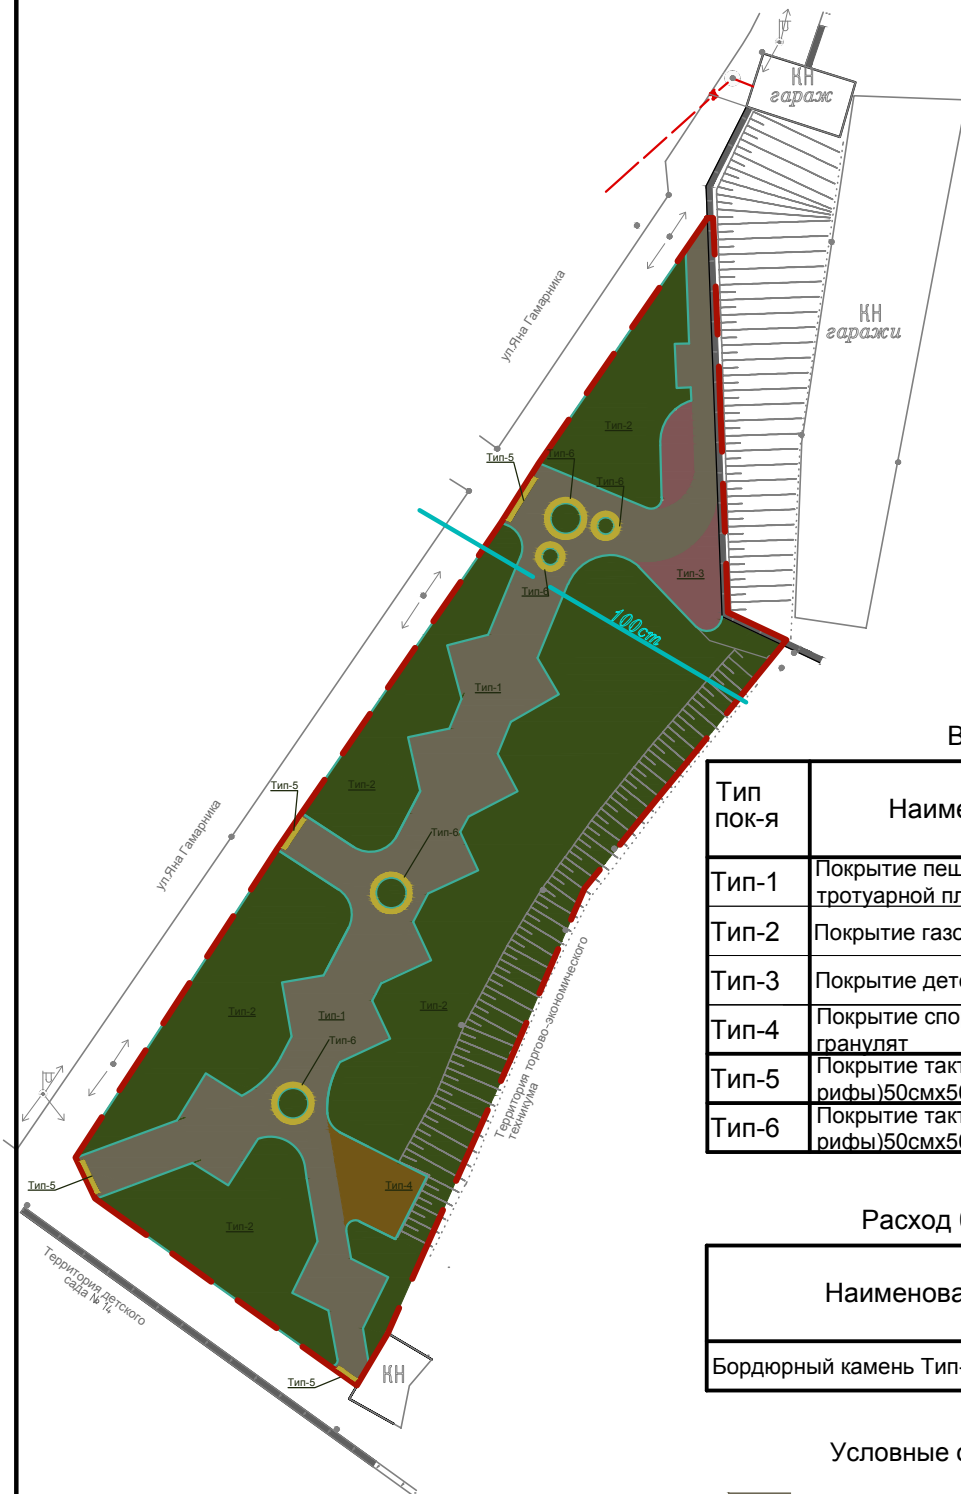 КН
гараж
КН
гаражи
ул.Яна Гамарника
Тип-2
Тип-5
Тип-6
Тип-6
Тип-3
Тип-6
100cm
Тип-1
Тип-5
Тип-2
Тип-6
ул.Яна Гамарника
Тип-2
Тип-1
Тип-2
Тип-6
Территория торгово-экономического
техникума
Тип-5
Тип-4
Тип-2
Территория детского
сада № 14
Тип-5
КН
В
Тип
пок-я
Наиме
Тип-1
Покрытие пеш
тротуарной пл
Тип-2
Покрытие газо
Тип-3
Покрытие дет
Тип-4
Покрытие спо
гранулят
Тип-5
Покрытие такт
рифы)50смх5
Тип-6
Покрытие такт
рифы)50смх5
Расход
Наименова
Бордюрный камень Тип-
Условные